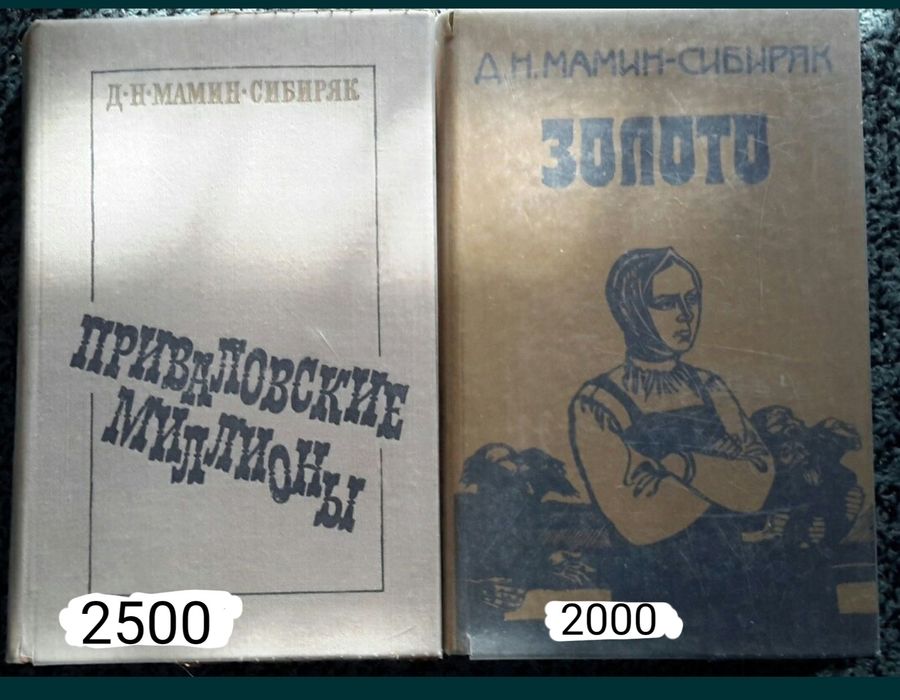 Д·Н·МАМИН·СИБИРЯК
ПРИВАЛОВСКИЕ
МИЛЛИОНЫ
2500
Д.Н.МАМИН-СИБИРЯК
ЗОЛОТО
2000